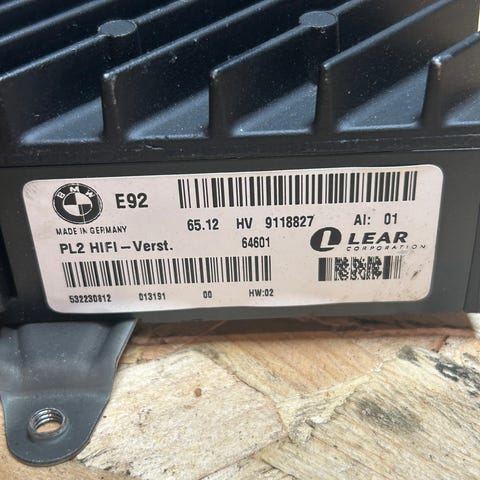 BMW
E92
MADE IN GERMANY
65.12 HV 9118827 AI: 01
PL2 HIFI-Verst. 64601
LEAR
CORPORATION
532230812 013191 00 HW:02